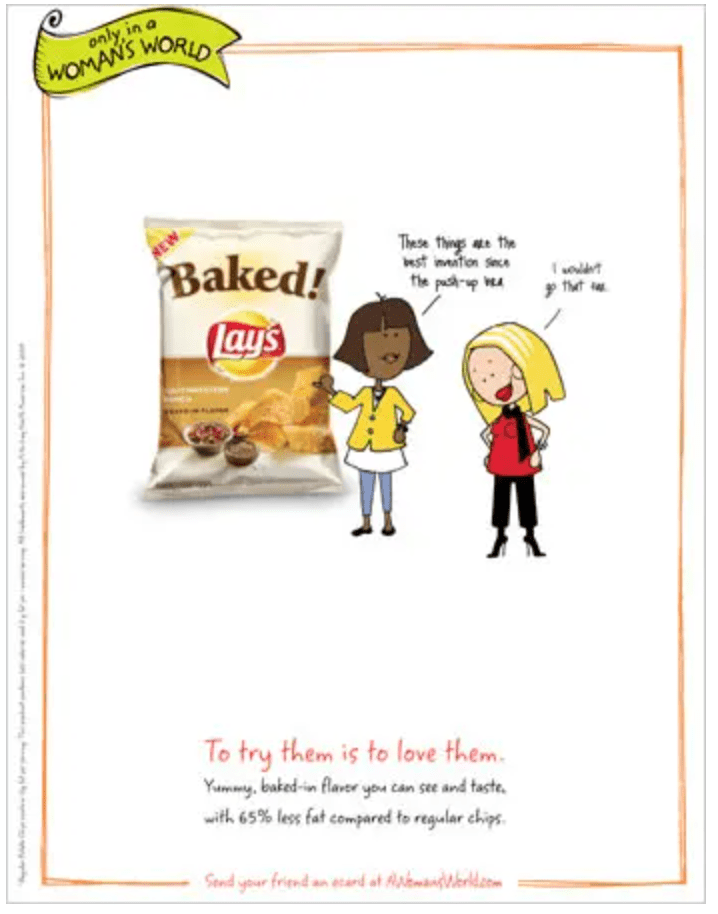 only in a
WOMAN'S WORLD
NEW
Baked!
Lay's
These things are the
best invention since
the push-up bra
I wouldn't
go that far.
To try them is to love them.
Yummy, baked-in flavor you can see and taste,
with 65% less fat compared to regular chips.
Send your friend an ecard at AWomansWorld.com